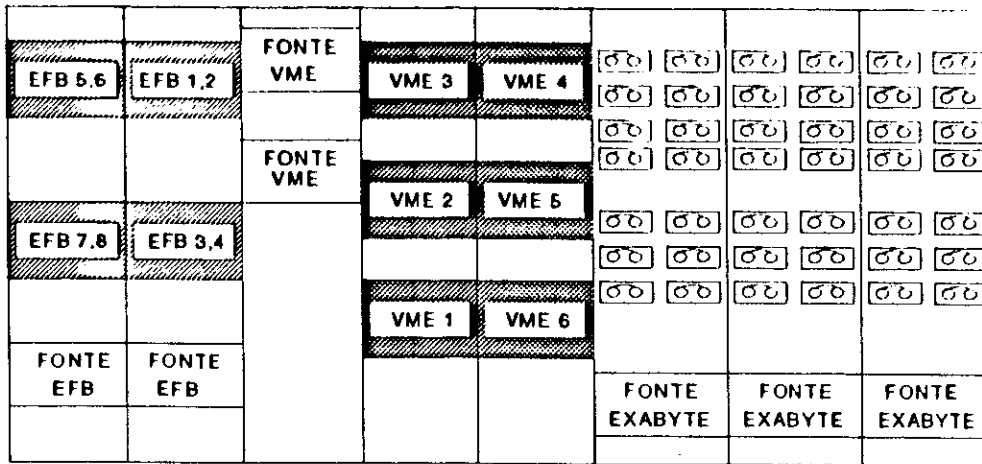 EFB 5,6
EFB 1,2
FONTE
VME
VME 3
VME 4
FONTE
VME
VME 2
VME 5
EFB 7,8
EFB 3,4
VME 1
VME 6
FONTE
EFB
FONTE
EFB
FONTE
EXABYTE
FONTE
EXABYTE
FONTE
EXABYTE